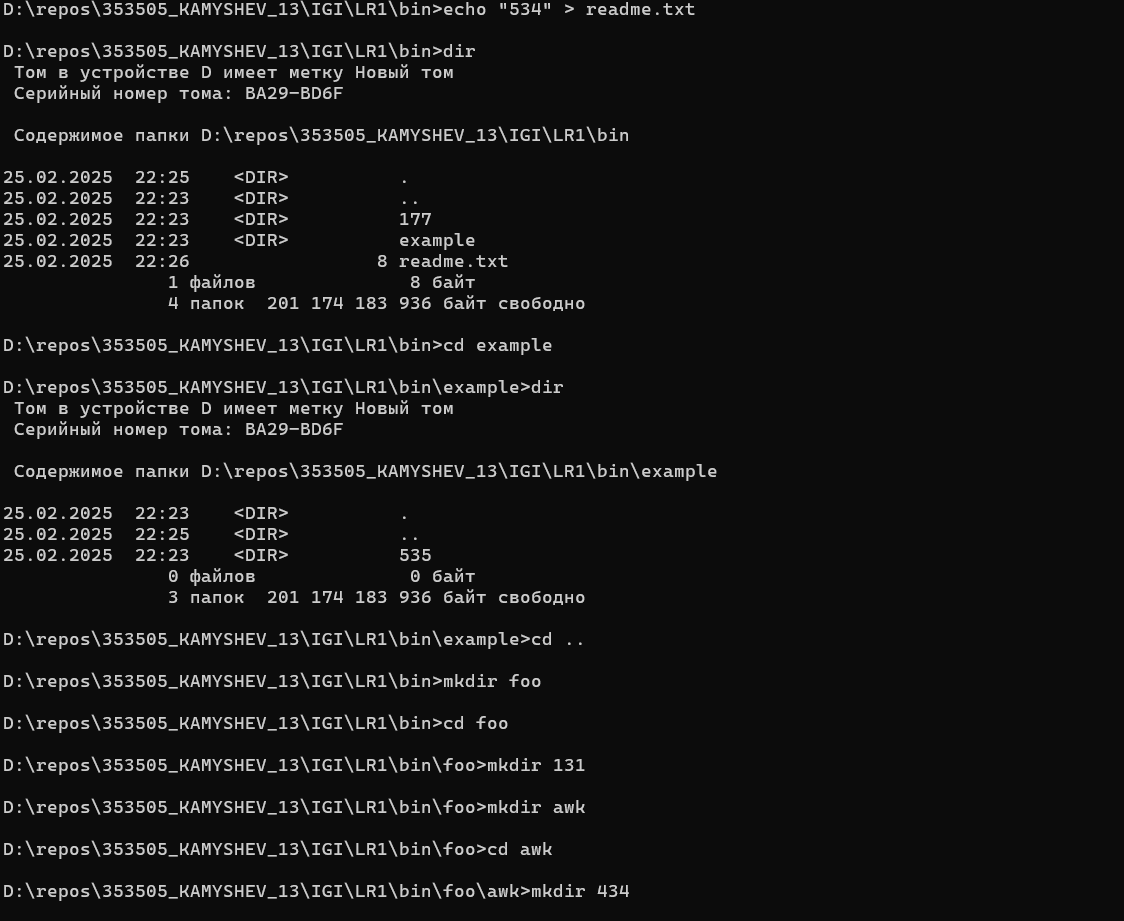 D:\repos\353505_KAMYSHEV_13\IGI\LR1\bin>echo "534" > readme.txt
D:\repos\353505_KAMYSHEV_13\IGI\LR1\bin>dir
Том в устройстве D имеет метку Новый том
Серийный номер тома: BA29-BD6F
Содержимое папки D:\repos\353505_KAMYSHEV_13\IGI\LR1\bin
25.02.2025  22:25    <DIR>          .
25.02.2025  22:23    <DIR>          ..
25.02.2025  22:23    <DIR>          177
25.02.2025  22:23    <DIR>          example
25.02.2025  22:26                 8 readme.txt
1 файлов              8 байт
4 папок  201 174 183 936 байт свободно
D:\repos\353505_KAMYSHEV_13\IGI\LR1\bin>cd example
D:\repos\353505_KAMYSHEV_13\IGI\LR1\bin\example>dir
Том в устройстве D имеет метку Новый том
Серийный номер тома: BA29-BD6F
Содержимое папки D:\repos\353505_KAMYSHEV_13\IGI\LR1\bin\example
25.02.2025  22:23    <DIR>          .
25.02.2025  22:25    <DIR>          ..
25.02.2025  22:23    <DIR>          535
0 файлов              0 байт
3 папок  201 174 183 936 байт свободно
D:\repos\353505_KAMYSHEV_13\IGI\LR1\bin\example>cd ..
D:\repos\353505_KAMYSHEV_13\IGI\LR1\bin>mkdir foo
D:\repos\353505_KAMYSHEV_13\IGI\LR1\bin>cd foo
D:\repos\353505_KAMYSHEV_13\IGI\LR1\bin\foo>mkdir 131
D:\repos\353505_KAMYSHEV_13\IGI\LR1\bin\foo>mkdir awk
D:\repos\353505_KAMYSHEV_13\IGI\LR1\bin\foo>cd awk
D:\repos\353505_KAMYSHEV_13\IGI\LR1\bin\foo\awk>mkdir 434